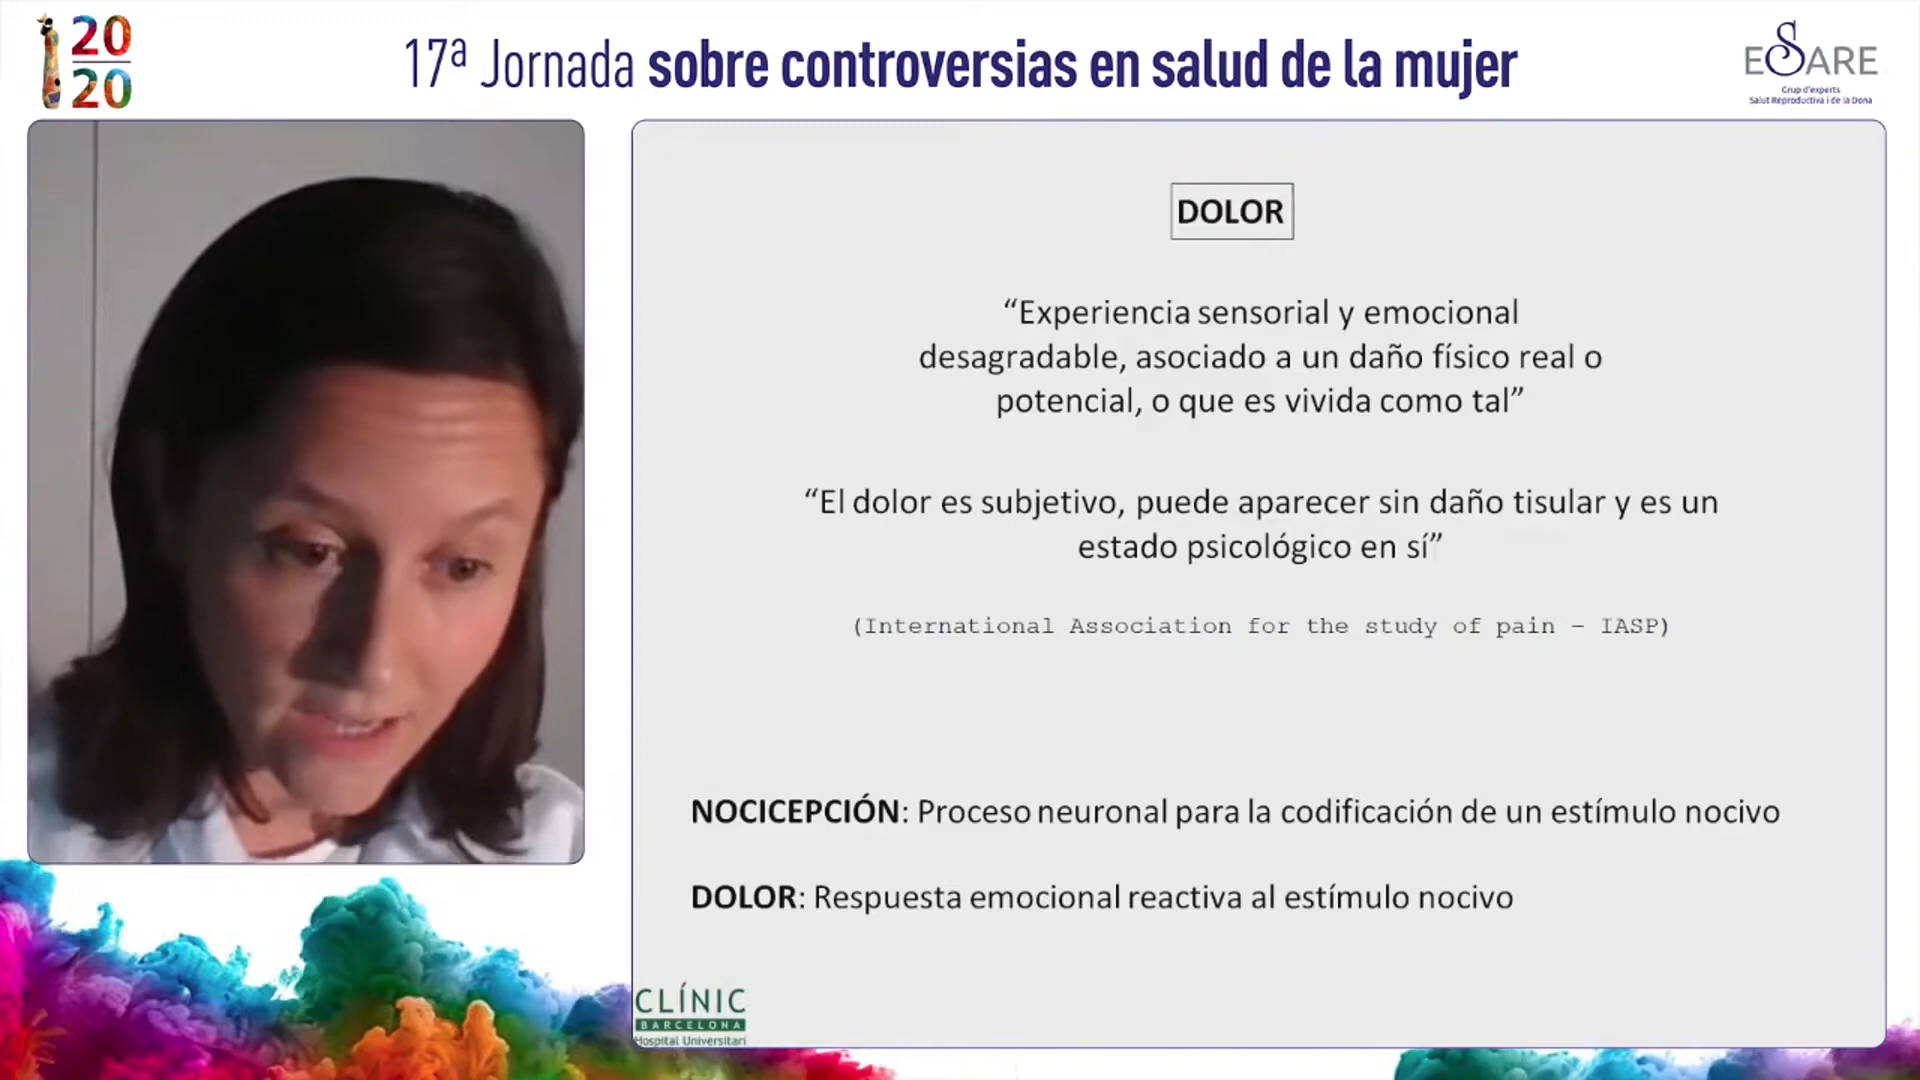 20
20
17ª Jornada sobre controversias en salud de la mujer
ESARE
Grup d'experts
Salut Reproductiva i de la Dona
DOLOR
“Experiencia sensorial y emocional
desagradable, asociado a un daño físico real o
potencial, o que es vivida como tal”
“El dolor es subjetivo, puede aparecer sin daño tisular y es un
estado psicológico en sí”
(International Association for the study of pain – IASP)
NOCICEPCIÓN: Proceso neuronal para la codificación de un estímulo nocivo
DOLOR: Respuesta emocional reactiva al estímulo nocivo
CLÍNIC
BARCELONA
Hospital Universitari